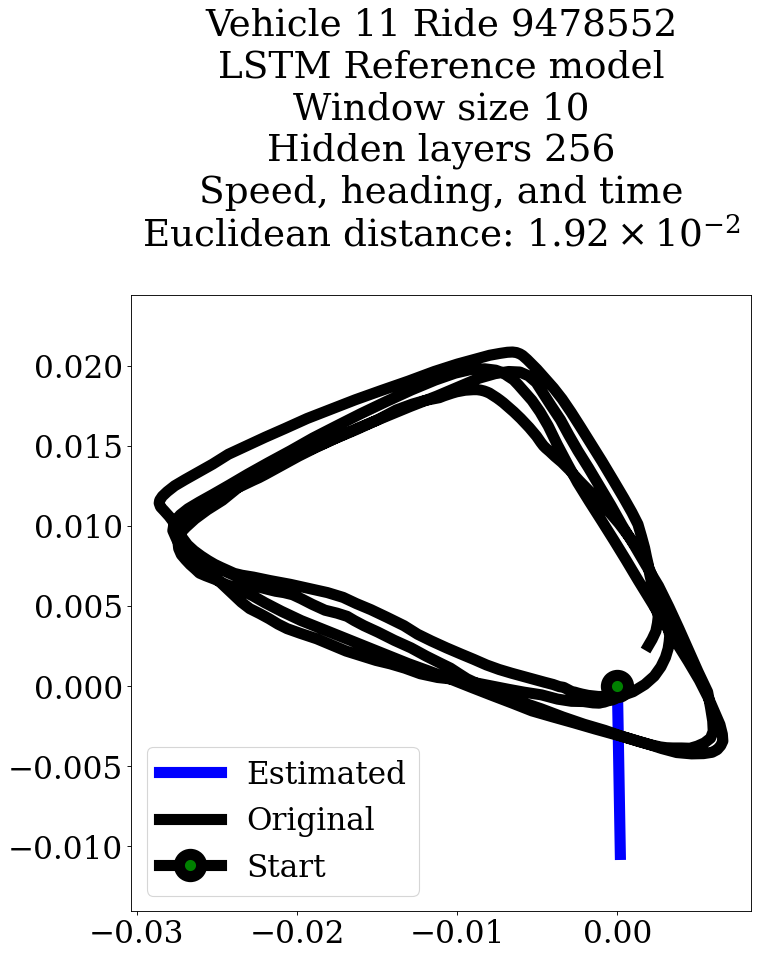 Vehicle 11 Ride 9478552
LSTM Reference model
Window size 10
Hidden layers 256
Speed, heading, and time
Euclidean distance: 1.92 × 10⁻²
0.020
0.015
0.010
0.005
0.000
−0.005
−0.010
Estimated
Original
Start
−0.03
−0.02
−0.01
0.00